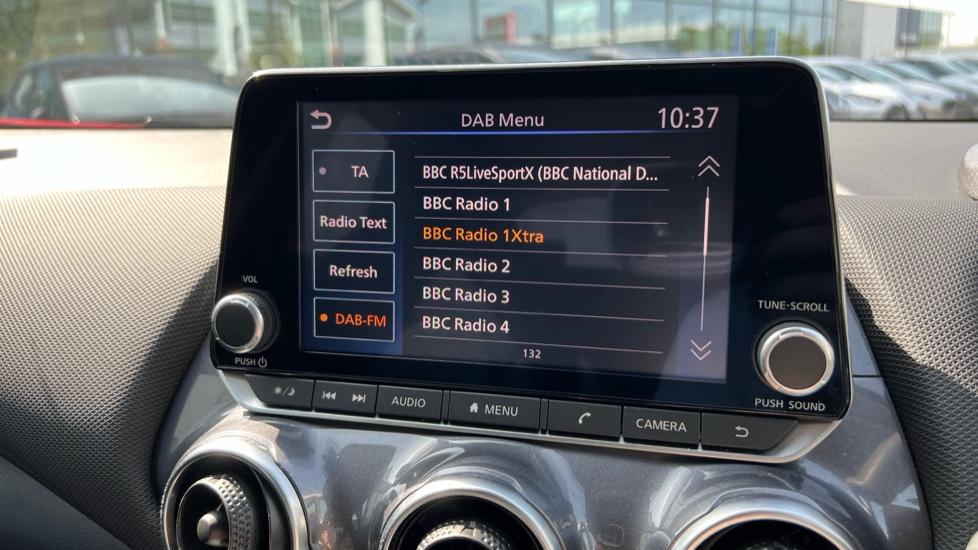 DAB Menu
10:37
TA
Radio Text
Refresh
DAB-FM
BBC R5LiveSportX (BBC National D...
BBC Radio 1
BBC Radio 1Xtra
BBC Radio 2
BBC Radio 3
BBC Radio 4
132
VOL
PUSH
TUNE·SCROLL
PUSH SOUND
AUDIO
MENU
CAMERA